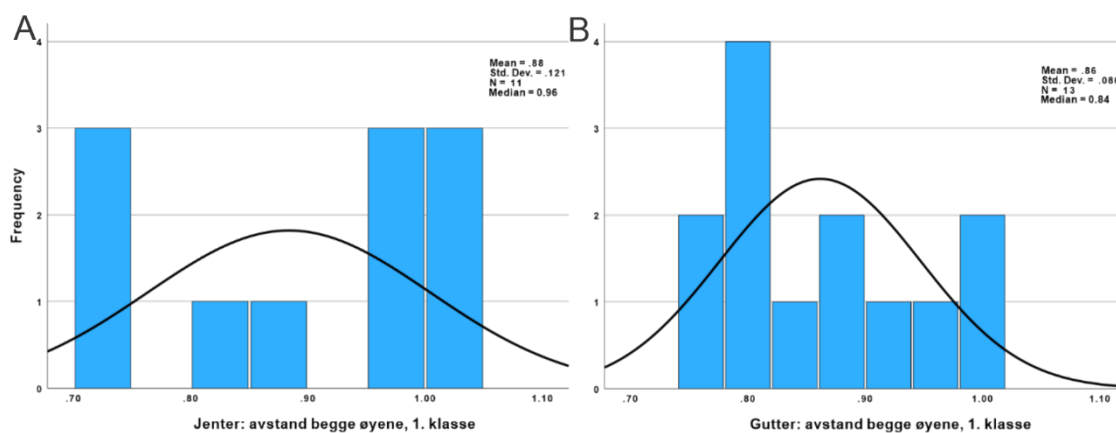 A
4
3
2
1
0
Frequency
Mean = .88
Std. Dev. = .121
N = 11
Median = 0.96
.70
.80
.90
1.00
1.10
Jenter: avstand begge øyene, 1. klasse
B
4
3
2
1
0
Mean = .86
Std. Dev. =
N = 13
Median = 0.84
.70
.80
.90
1.00
1.10
Gutter: avstand begge øyene, 1. klasse